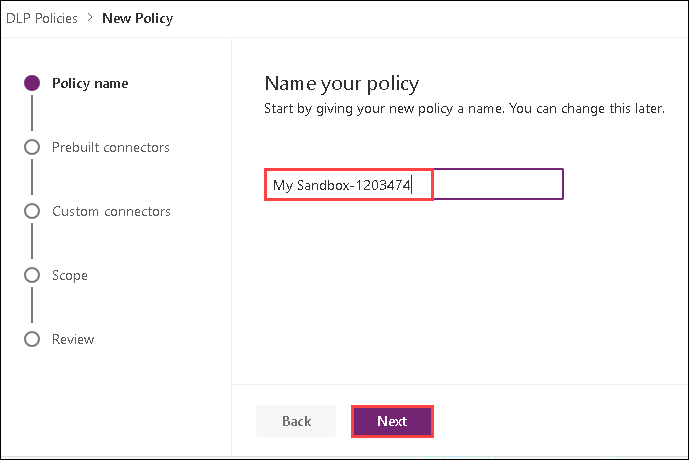 DLP Policies > New Policy
Policy name
Prebuilt connectors
Custom connectors
Scope
Review
Name your policy
Start by giving your new policy a name. You can change this later.
My Sandbox-1203474
Back
Next